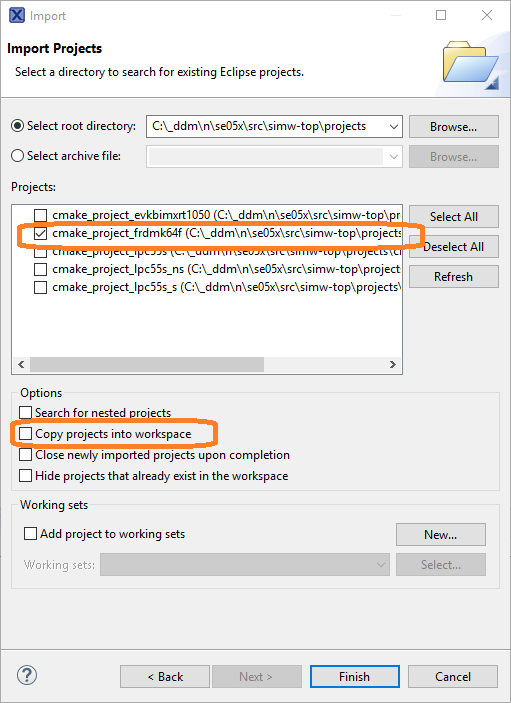 Import
Import Projects
Select a directory to search for existing Eclipse projects.
Select root directory: C:\_ddm\n\se05x\src\simw-top\projects Browse...
Select archive file: Browse...
Projects:
cmake_project_evkbimxrt1050 (C:\_ddm\n\se05x\src\simw-top\pr
Select All
cmake_project_frdmk64f (C:\_ddm\n\se05x\src\simw-top\projects
Deselect All
cmake_project_lpc55s (C:\_ddm\n\se05x\src\simw-top\projects\c
cmake_project_lpc55s_ns (C:\_ddm\n\se05x\src\simw-top\projects
Refresh
cmake_project_lpc55s_s (C:\_ddm\n\se05x\src\simw-top\projects\
Options
Search for nested projects
Copy projects into workspace
Close newly imported projects upon completion
Hide projects that already exist in the workspace
Working sets
Add project to working sets New...
Working sets: Select...
? < Back Next > Finish Cancel